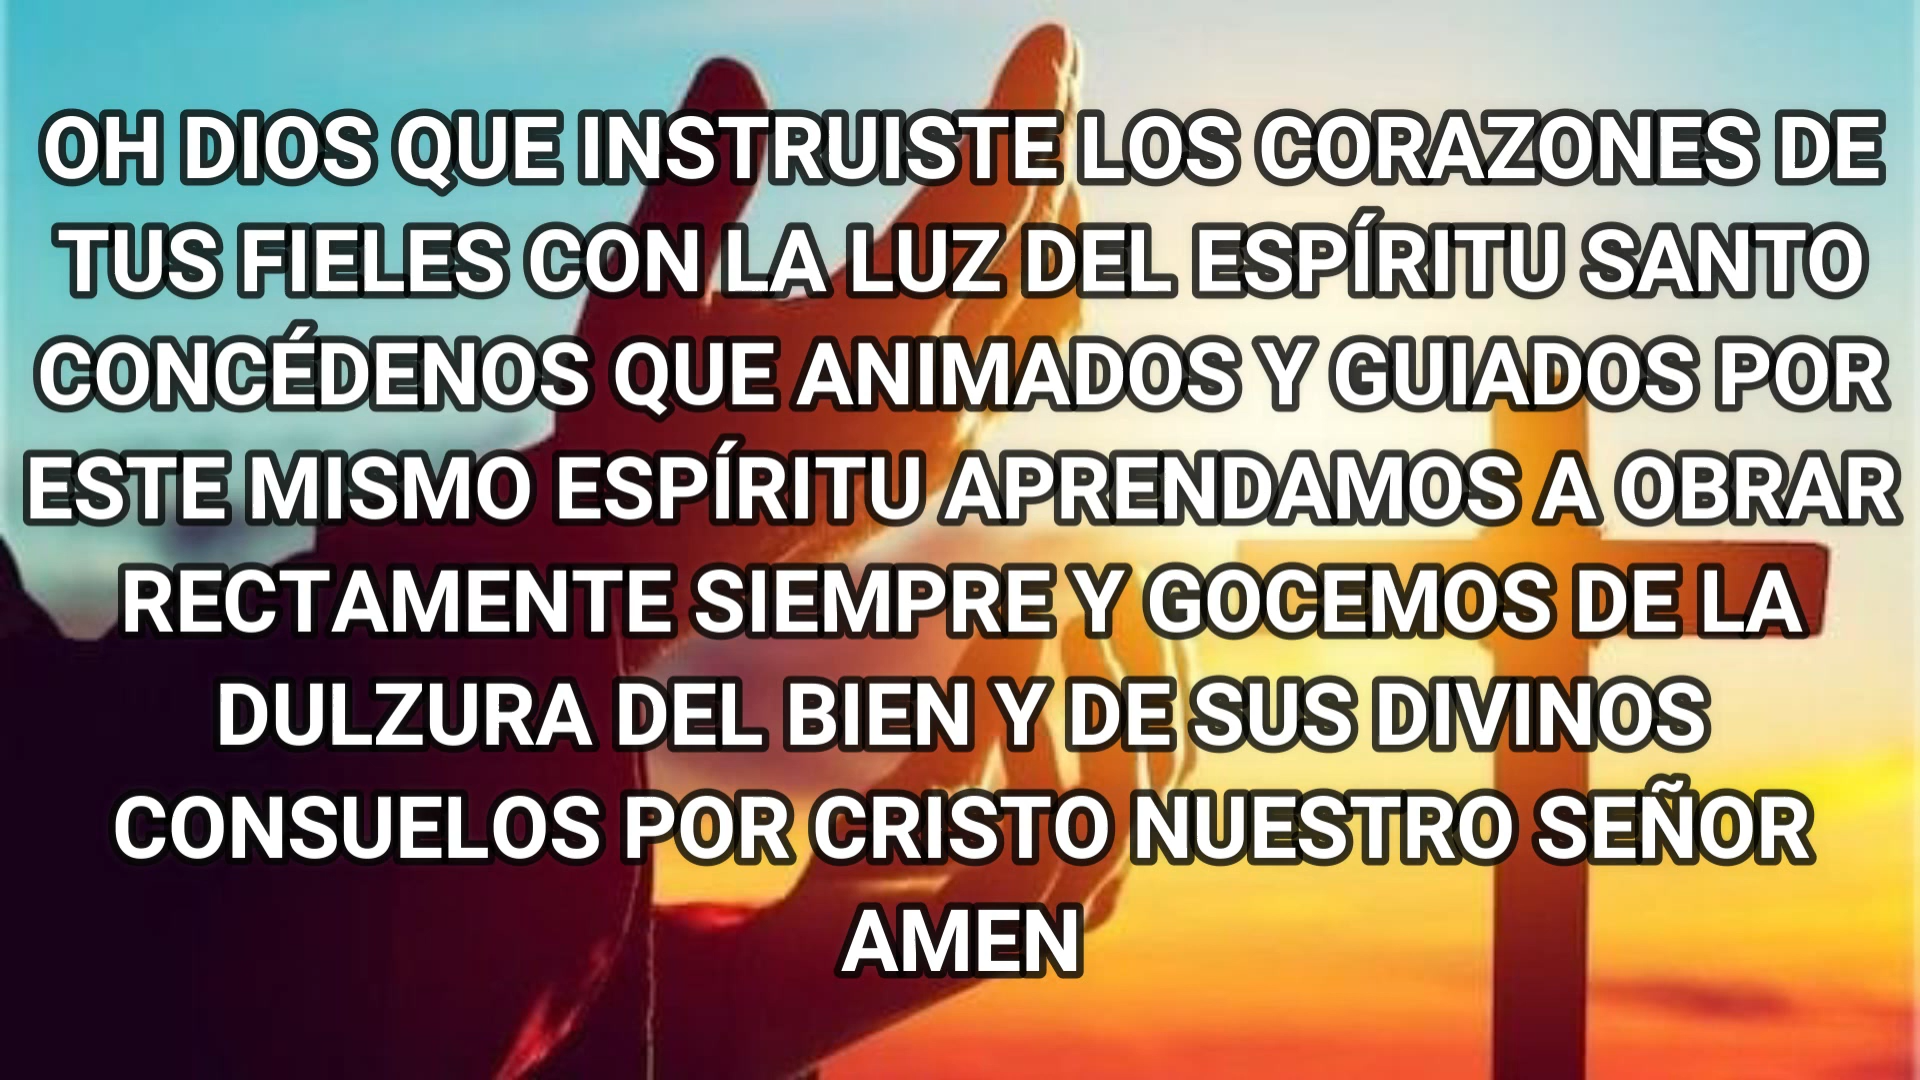 OH DIOS QUE INSTRUISTE LOS CORAZONES DE
TUS FIELES CON LA LUZ DEL ESPÍRITU SANTO
CONCÉDENOS QUE ANIMADOS Y GUIADOS POR
ESTE MISMO ESPÍRITU APRENDAMOS A OBRAR
RECTAMENTE SIEMPRE Y GOCEMOS DE LA
DULZURA DEL BIEN Y DE SUS DIVINOS
CONSUELOS POR CRISTO NUESTRO SEÑOR
AMEN